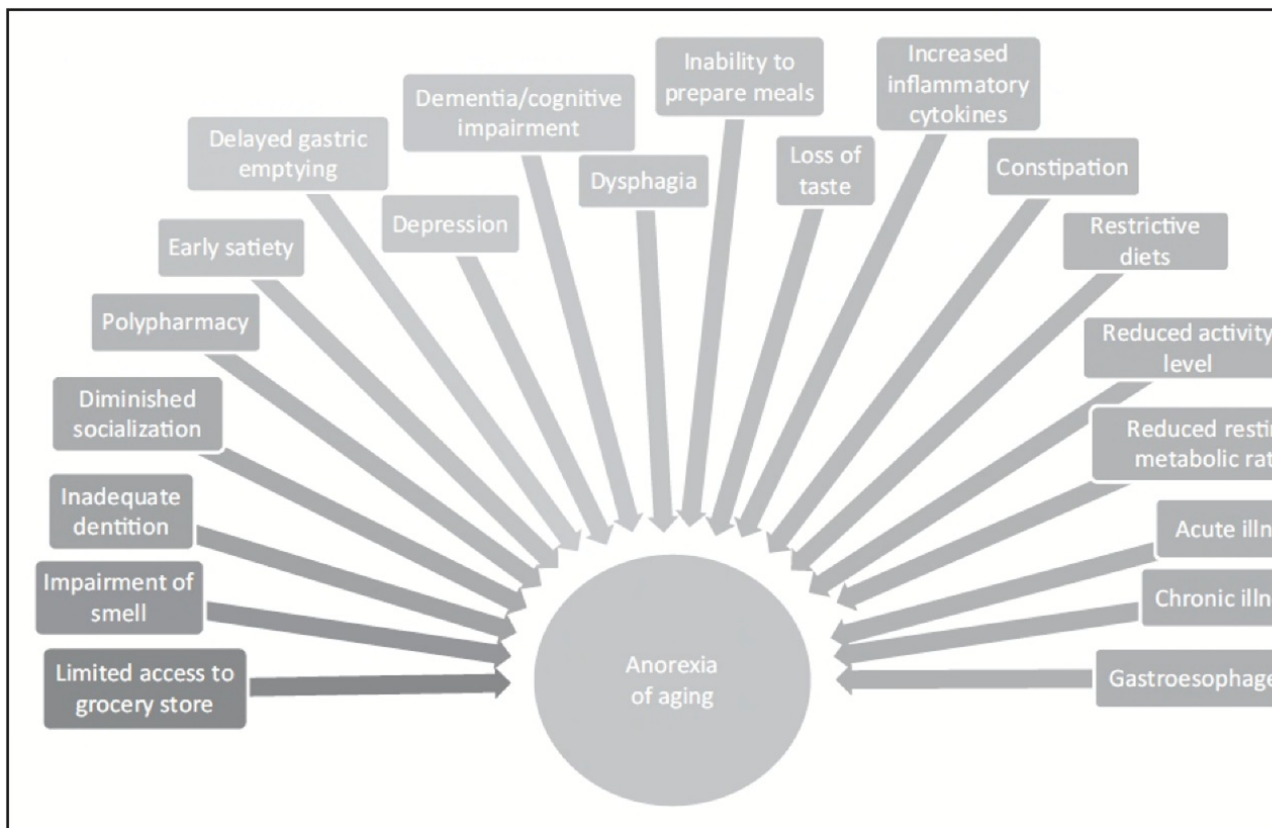 Inability to
prepare meals
Increased
inflammatory
cytokines
Dementia/cognitive
impairment
Delayed gastric
emptying
Dysphagia
Loss of
taste
Constipation
Depression
Restrictive
diets
Early satiety
Polypharmacy
Reduced activity
level
Diminished
socialization
Reduced
metabolic
Inadequate
dentition
Acute
Impairment of
smell
Chronic
Limited access to
grocery store
Anorexia
of aging